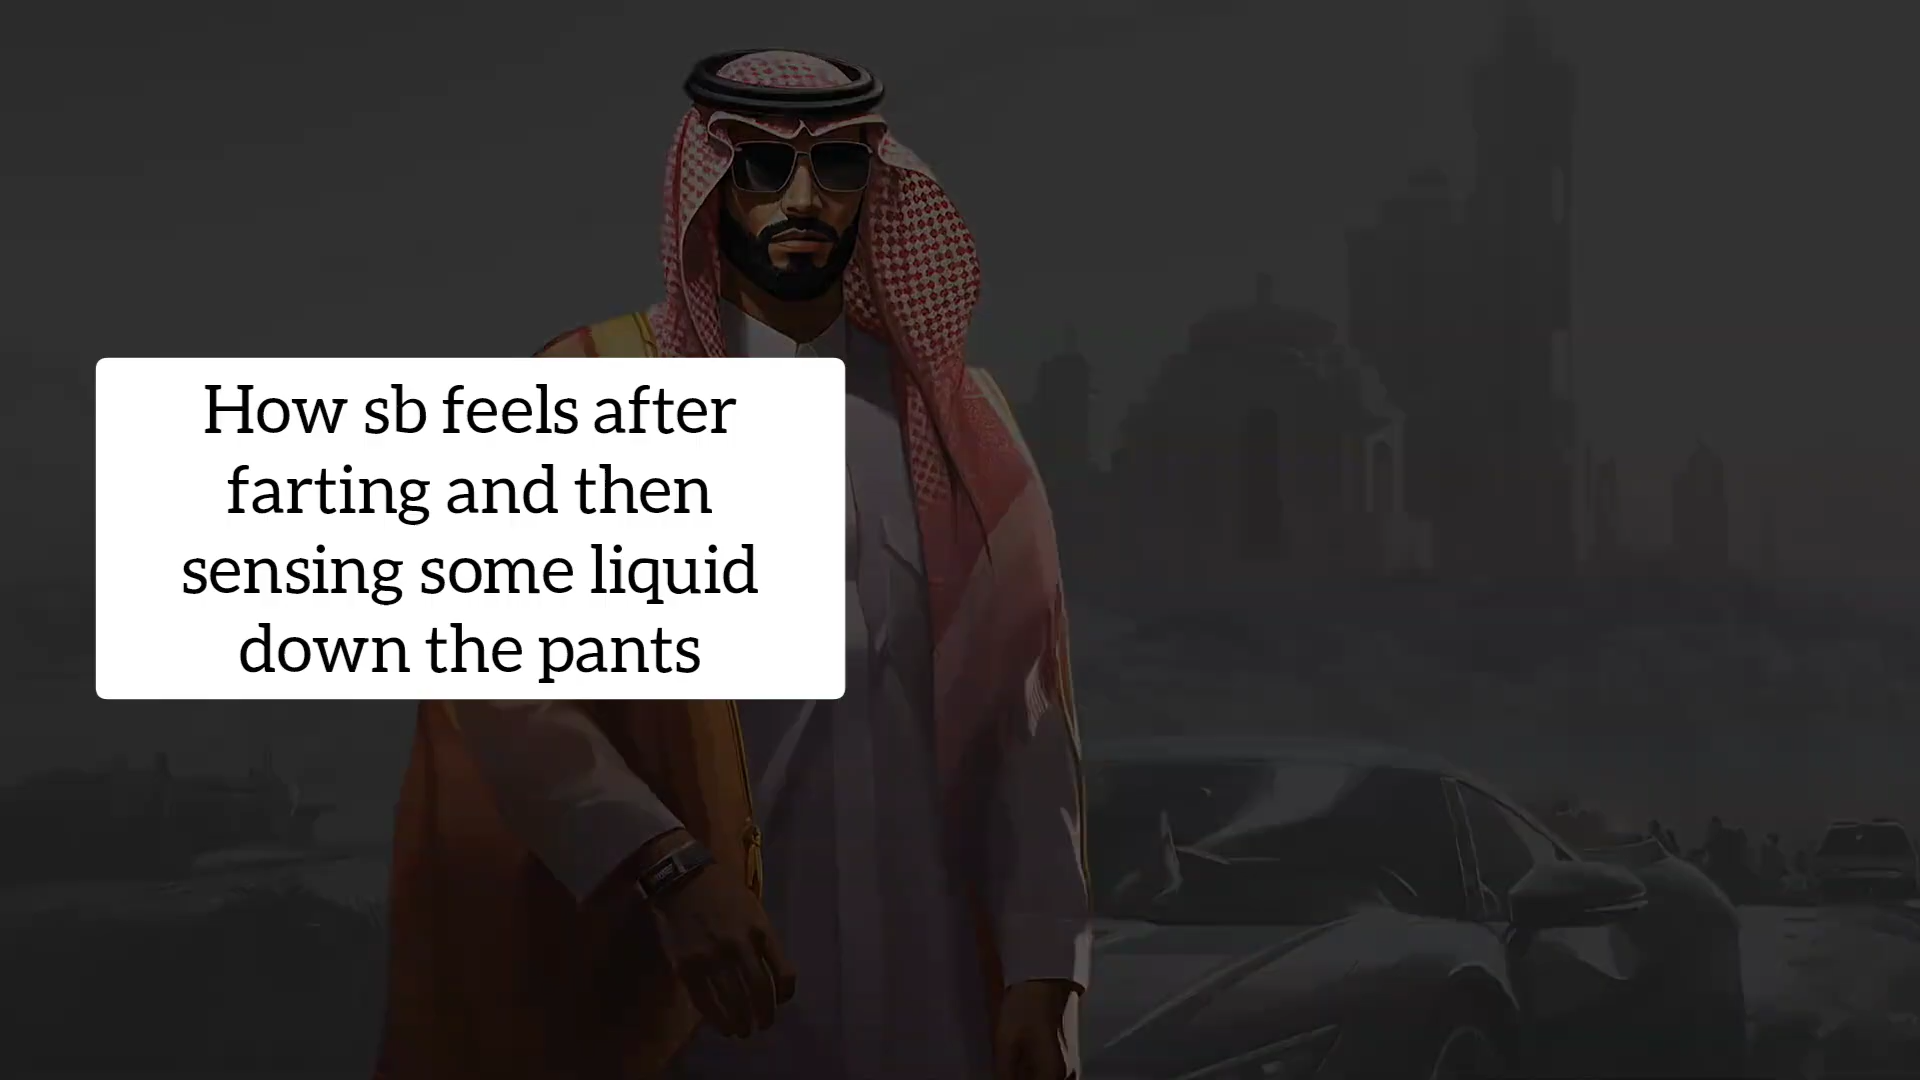 How sb feels after
farting and then
sensing some liquid
down the pants